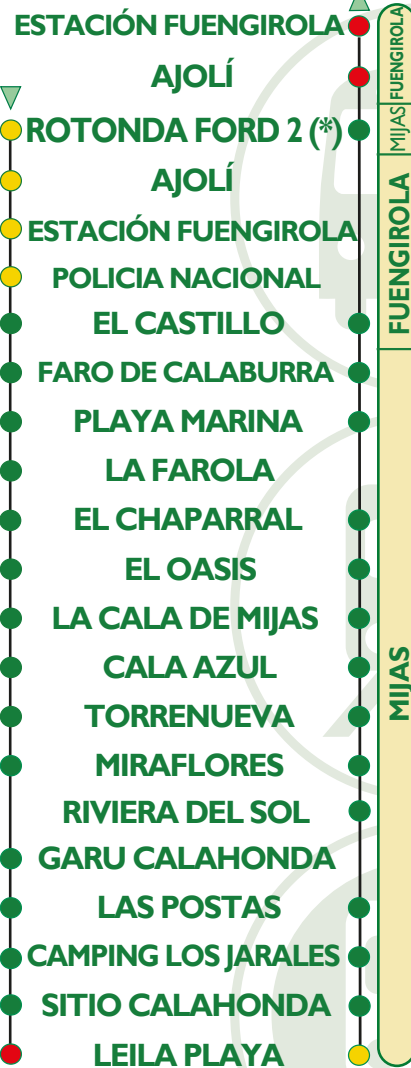 ESTACIÓN FUENGIROLA
AJOLÍ
ROTONDA FORD 2 (*)
AJOLÍ
ESTACIÓN FUENGIROLA
POLICIA NACIONAL
EL CASTILLO
FARO DE CALABURRA
PLAYA MARINA
LA FAROLA
EL CHAPARRAL
EL OASIS
LA CALA DE MIJAS
CALA AZUL
TORRENUEVA
MIRAFLORES
RIVIERA DEL SOL
GARU CALAHONDA
LAS POSTAS
CAMPING LOS JARALES
SITIO CALAHONDA
LEILA PLAYA
FUENGIROLA
MIJAS
FUENGIROLA
MIJAS